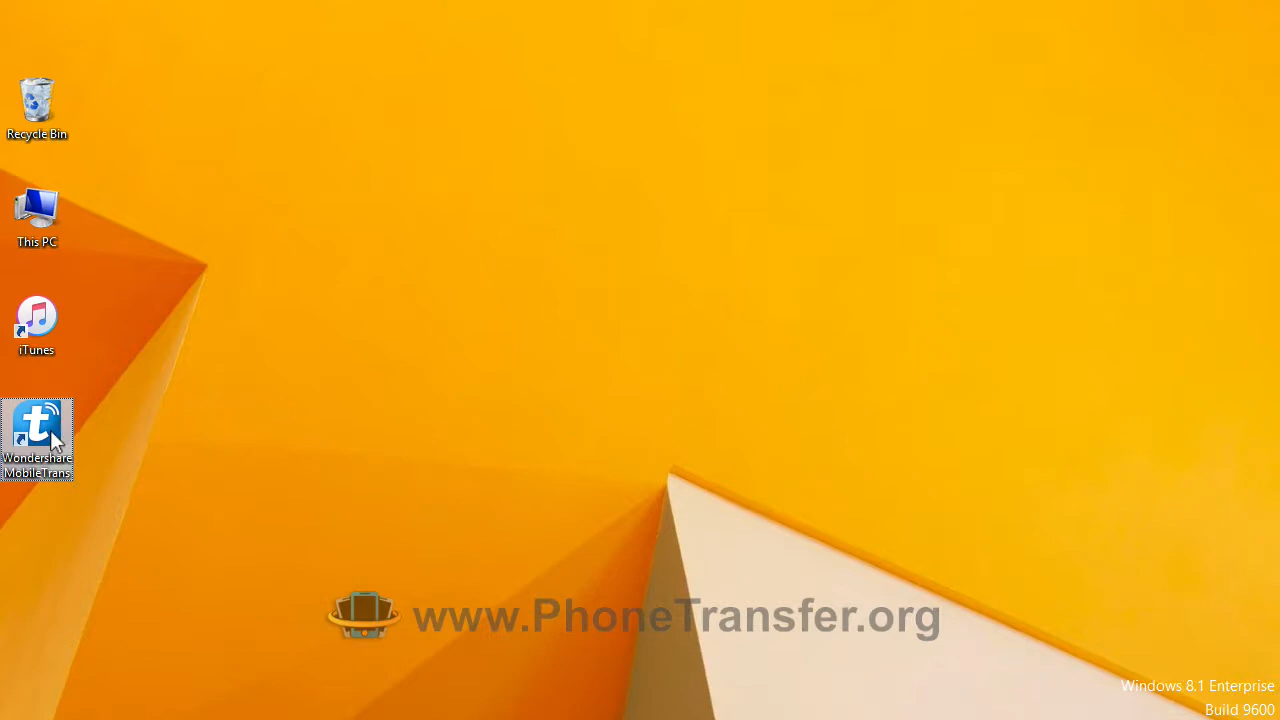 Recycle Bin
This PC
iTunes
Wondershare
MobileTrans
www.PhoneTransfer.org
Windows 8.1 Enterprise
Build 9600